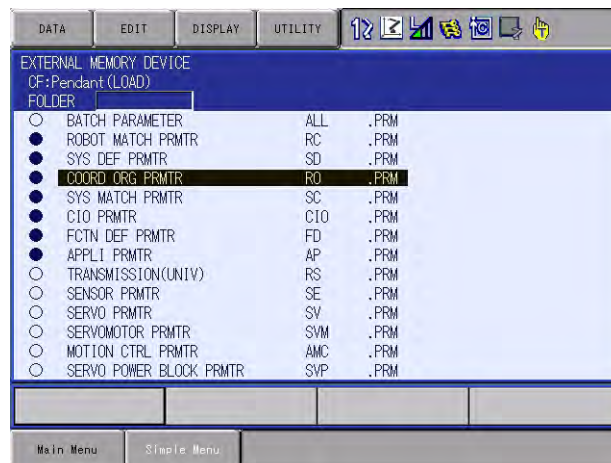 DATA EDIT DISPLAY UTILITY
EXTERNAL MEMORY DEVICE
CF:Pendant(LOAD)
FOLDER
BATCH PARAMETER ALL .PRM
ROBOT MATCH PRMTR RC .PRM
SYS DEF PRMTR SD .PRM
COORD ORG PRMTR RO .PRM
SYS MATCH PRMTR SC .PRM
CIO PRMTR CIO .PRM
FCTN DEF PRMTR FD .PRM
APPLI PRMTR AP .PRM
TRANSMISSION(UNIV) RS .PRM
SENSOR PRMTR SE .PRM
SERVO PRMTR SV .PRM
SERVOMOTOR PRMTR SVM .PRM
MOTION CTRL PRMTR AMC .PRM
SERVO POWER BLOCK PRMTR SVP .PRM
Main Menu Simple Menu